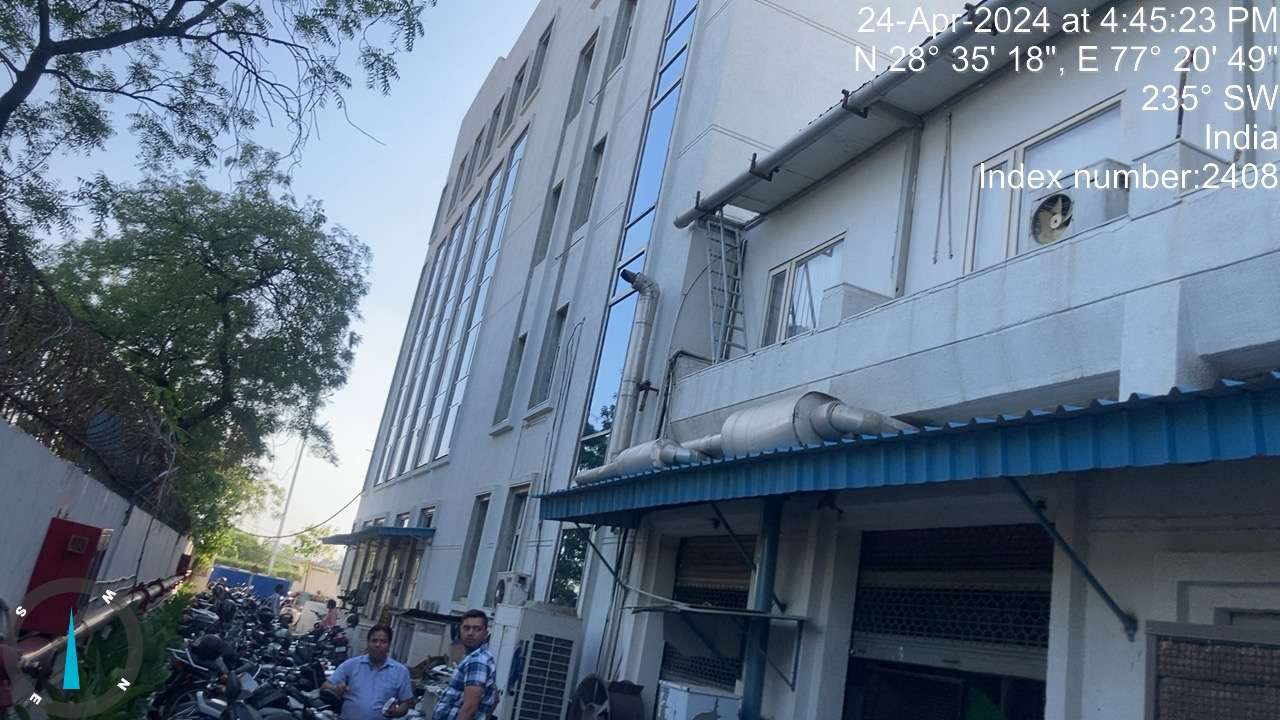 24-Apr-2024 at 4:45:23 PM
N 28° 35' 18", E 77° 20' 49"
235° SW
India
Index number:2408
S
W
E
N